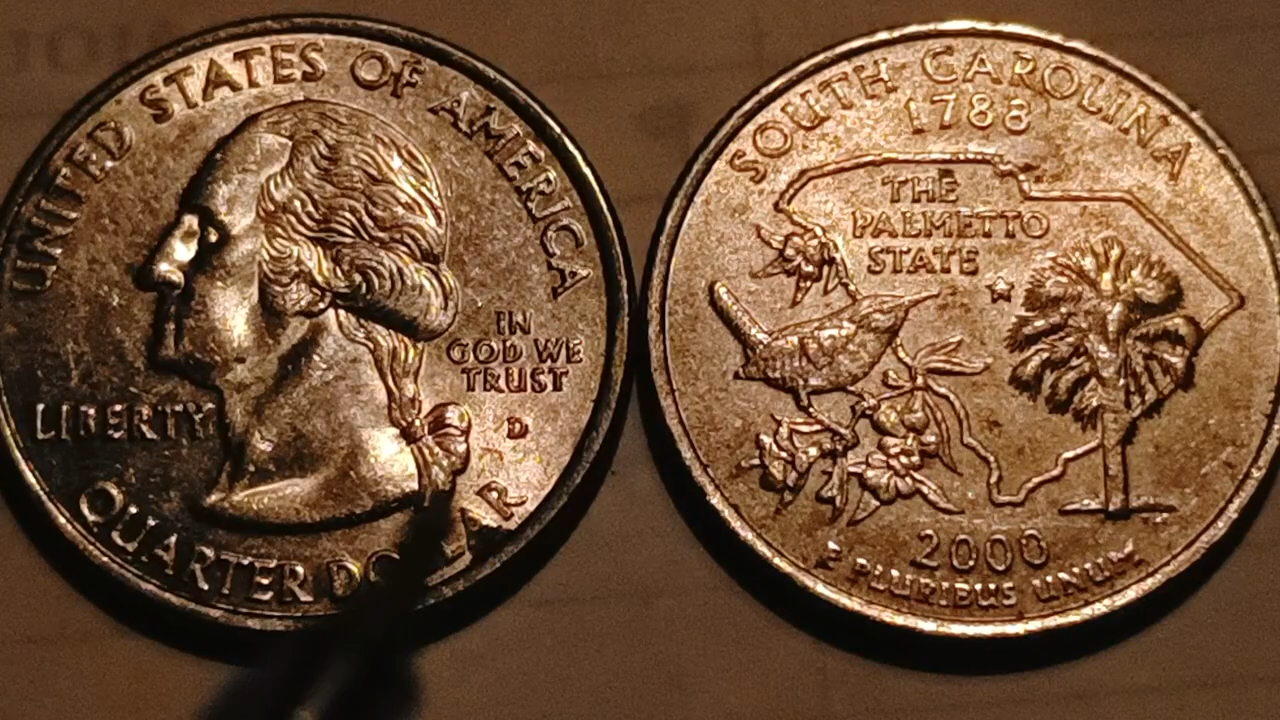 UNITED STATES OF AMERICA
LIBERTY
IN
GOD WE
TRUST
D
QUARTER DOLLAR
SOUTH CAROLINA
1788
THE
PALMETTO
STATE
2000
E PLURIBUS UNUM